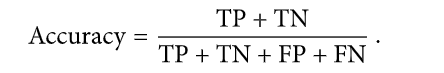 Accuracy = TP + TN / TP + TN + FP + FN .